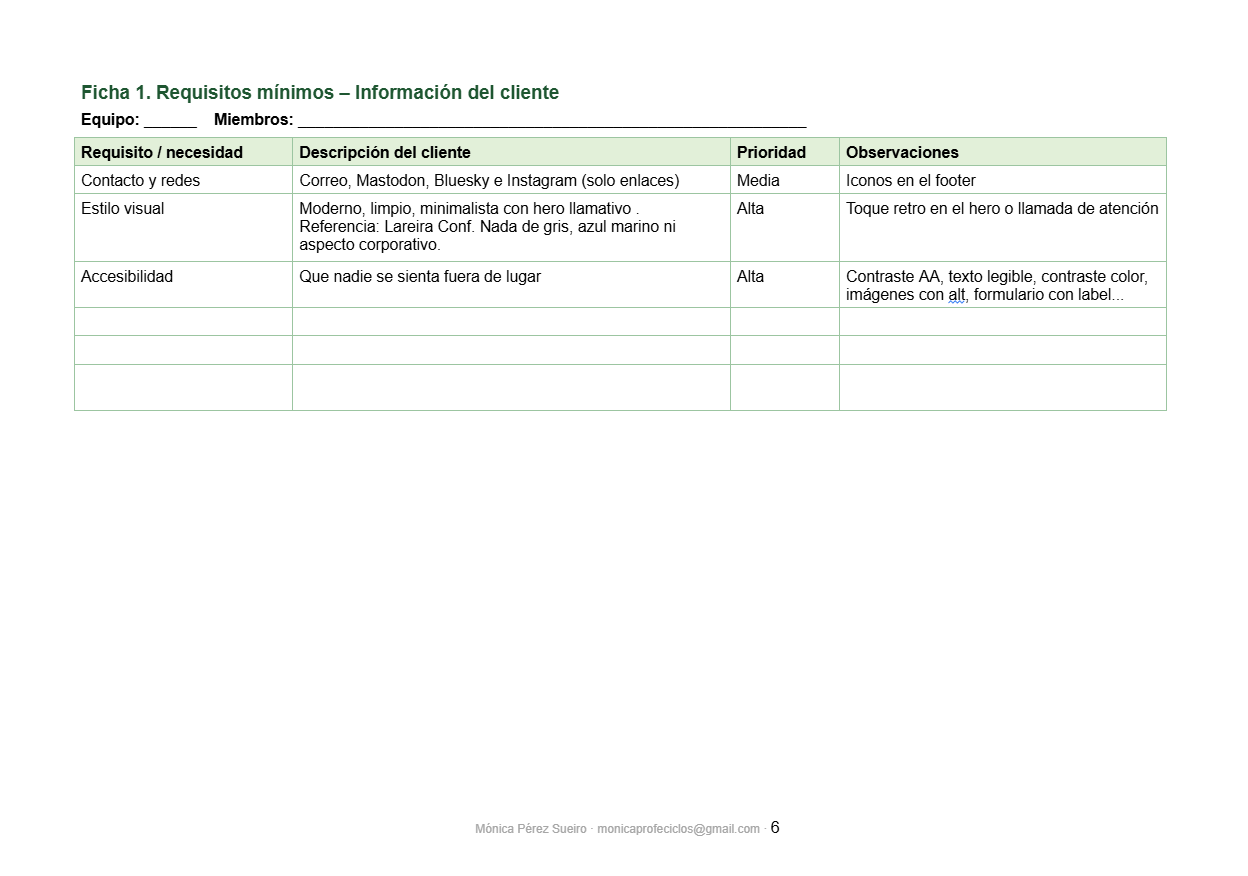 Ficha 1. Requisitos mínimos – Información del cliente
Equipo: ______ Miembros: __________________________________________________________
Requisito / necesidad Descripción del cliente Prioridad Observaciones
Contacto y redes Correo, Mastodon, Bluesky e Instagram (solo enlaces) Media Iconos en el footer
Estilo visual Moderno, limpio, minimalista con hero llamativo . Alta Toque retro en el hero o llamada de atención
Referencia: Lareira Conf. Nada de gris, azul marino ni
aspecto corporativo.
Accesibilidad Que nadie se sienta fuera de lugar Alta Contraste AA, texto legible, contraste color,
imágenes con alt, formulario con label...
Mónica Pérez Sueiro · monicaprofeciclos@gmail.com · 6